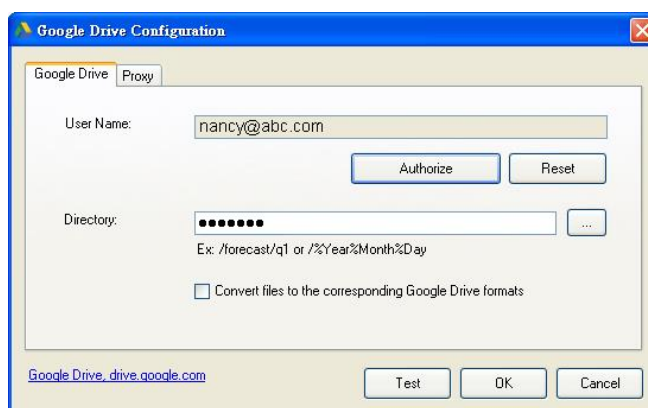 Google Drive Configuration
Google Drive Proxy
User Name: nancy@abc.com
Authorize Reset
Directory: ●●●●●●● ...
Ex: /forecast/q1 or /%Year%Month%Day
Convert files to the corresponding Google Drive formats
Google Drive, drive.google.com Test OK Cancel